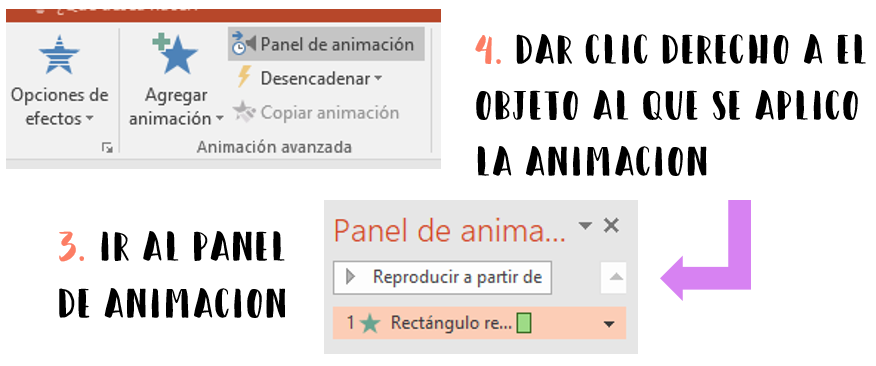 Opciones de
efectos
Agregar
animación
Panel de animación
Desencadenar
Copiar animación
Animación avanzada
3. IR AL PANEL
DE ANIMACION
4. DAR CLIC DERECHO A EL
OBJETO AL QUE SE APLICO
LA ANIMACION
Panel de anima...
Reproducir a partir de
1 Rectángulo re...